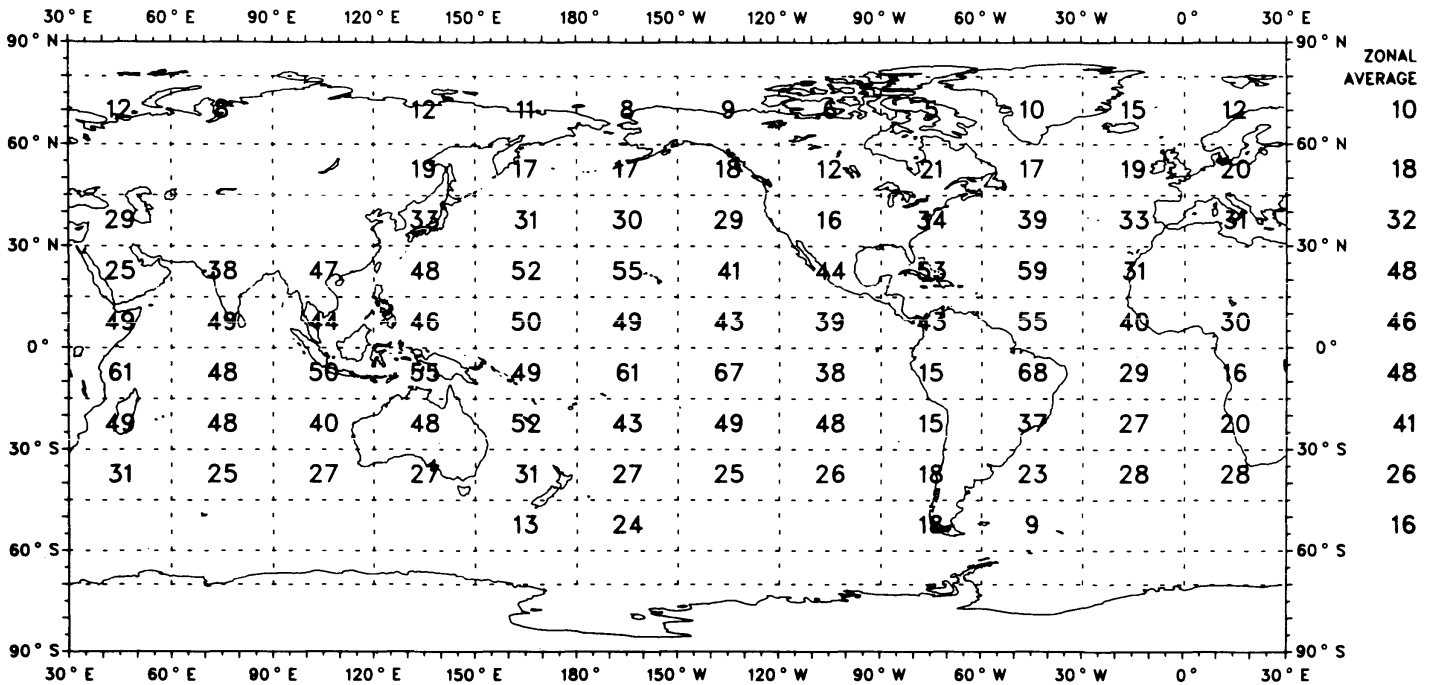 30° E 60° E 90° E 120° E 150° E 180° 150° W 120° W 90° W 60° W 30° W 0° 30° E
90° N 90° N
ZONAL
AVERAGE
12 8 12 11 8 9 6 5 10 15 12 10
60° N 60° N
19 17 17 18 12 21 17 19 20 18
29 33 31 30 29 16 34 39 33 31 32
30° N 30° N
25 38 47 48 52 55 41 44 53 59 31 48
49 49 44 46 50 49 43 39 43 55 40 30 46
0° 0°
61 48 50 55 49 61 67 38 15 68 29 16 48
49 48 40 48 52 43 49 48 15 37 27 20 41
30° S 30° S
31 25 27 27 31 27 25 26 18 23 28 28 26
13 24 18 9 16
60° S 60° S
90° S 90° S
30° E 60° E 90° E 120° E 150° E 180° 150° W 120° W 90° W 60° W 30° W 0° 30° E